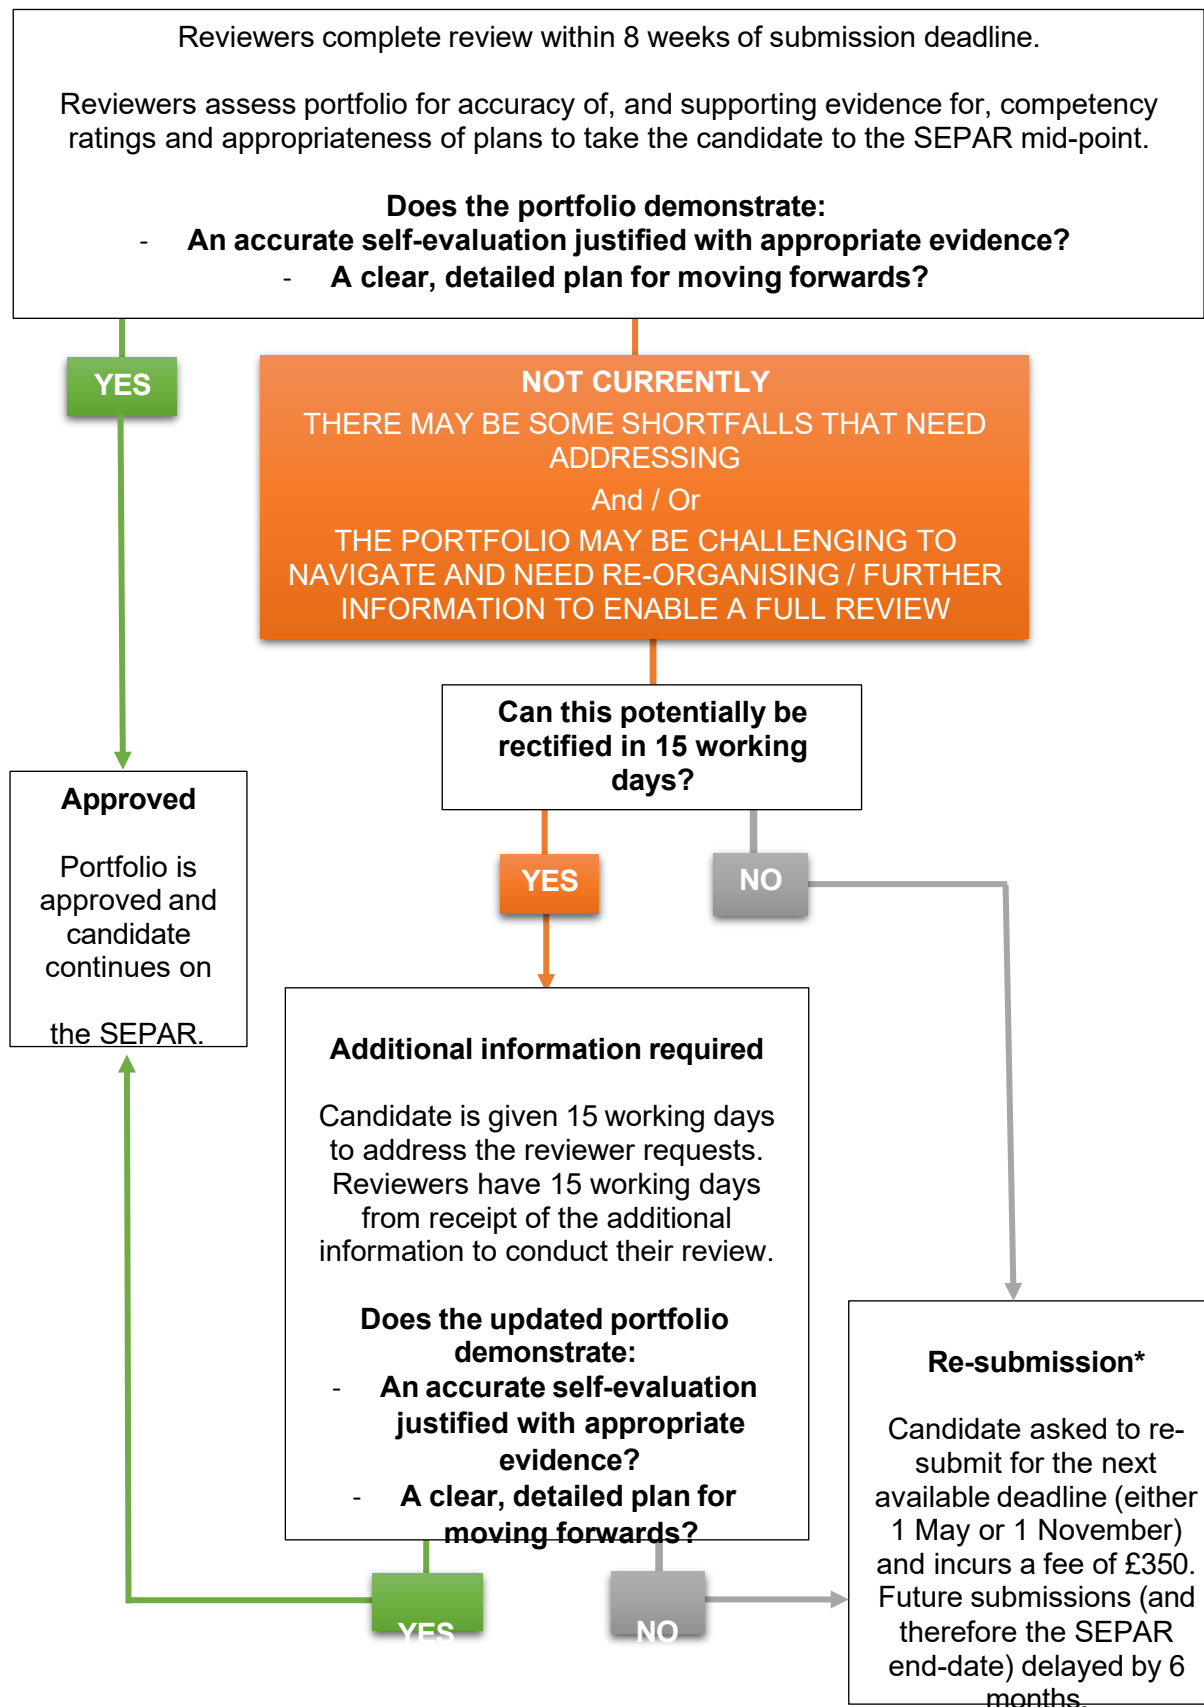 Reviewers complete review within 8 weeks of submission deadline.
Reviewers assess portfolio for accuracy of, and supporting evidence for, competency
ratings and appropriateness of plans to take the candidate to the SEPAR mid-point.
Does the portfolio demonstrate:
- An accurate self-evaluation justified with appropriate evidence?
- A clear, detailed plan for moving forwards?
YES
NOT CURRENTLY
THERE MAY BE SOME SHORTFALLS THAT NEED
ADDRESSING
And / Or
THE PORTFOLIO MAY BE CHALLENGING TO
NAVIGATE AND NEED RE-ORGANISING / FURTHER
INFORMATION TO ENABLE A FULL REVIEW
Can this potentially be
rectified in 15 working
days?
Approved
Portfolio is
approved and
candidate
continues on
the SEPAR.
YES
NO
Additional information required
Candidate is given 15 working days
to address the reviewer requests.
Reviewers have 15 working days
from receipt of the additional
information to conduct their review.
Does the updated portfolio
demonstrate:
- An accurate self-evaluation
justified with appropriate
evidence?
- A clear, detailed plan for
moving forwards?
Re-submission*
Candidate asked to re-
submit for the next
available deadline (either
1 May or 1 November)
and incurs a fee of £350.
Future submissions (and
therefore the SEPAR
end-date) delayed by 6
months.
YES
NO